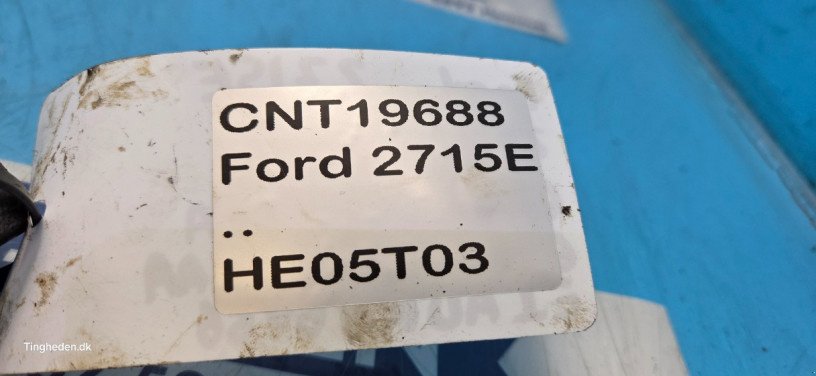 CNT19688
Ford 2715E
..
HE05T03
Tingheden.dk